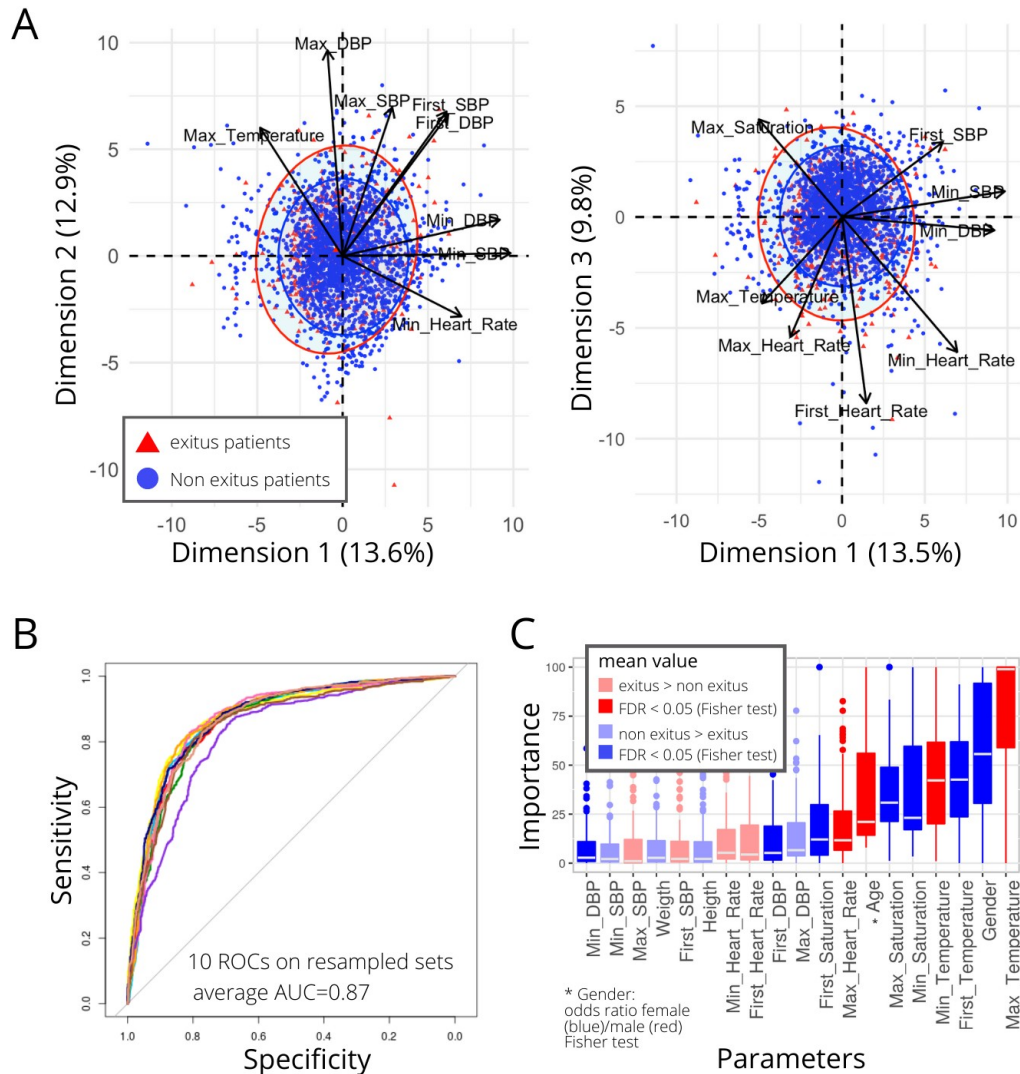 A
10
5
0
-5
-10
-10
-5
0
5
10
Dimension 2 (12.9%)
Dimension 1 (13.6%)
Max_DBP
Max_SBP
First_SBP
First_DBP
Max_Temperature
Min_DBP
Min_SBP
Min_Heart_Rate
exitus patients
Non exitus patients
5
0
-5
-10
-10
-5
0
5
10
Dimension 3 (9.8%)
Dimension 1 (13.5%)
Max_Saturation
First_SBP
Min_SBP
Min_DBP
Max_Temperature
Max_Heart_Rate
Min_Heart_Rate
First_Heart_Rate
B
1.0
0.8
0.6
0.4
0.2
0.0
Sensitivity
10 ROCs on resampled sets
average AUC=0.87
1.0
0.8
0.6
0.4
0.2
0.0
Specificity
C
mean value
exitus > non exitus
FDR < 0.05 (Fisher test)
non exitus > exitus
FDR < 0.05 (Fisher test)
100
75
50
25
0
Importance
Min_DBP
Min_SBP
Max_SBP
Weigth
First_SBP
Heigth
Min_Heart_Rate
First_Heart_Rate
First_DBP
Max_DBP
First_Saturation
Max_Heart_Rate
* Age
Max_Saturation
Min_Saturation
Min_Temperature
First_Temperature
Gender
Max_Temperature
* Gender:
odds ratio female
(blue)/male (red)
Fisher test
Parameters